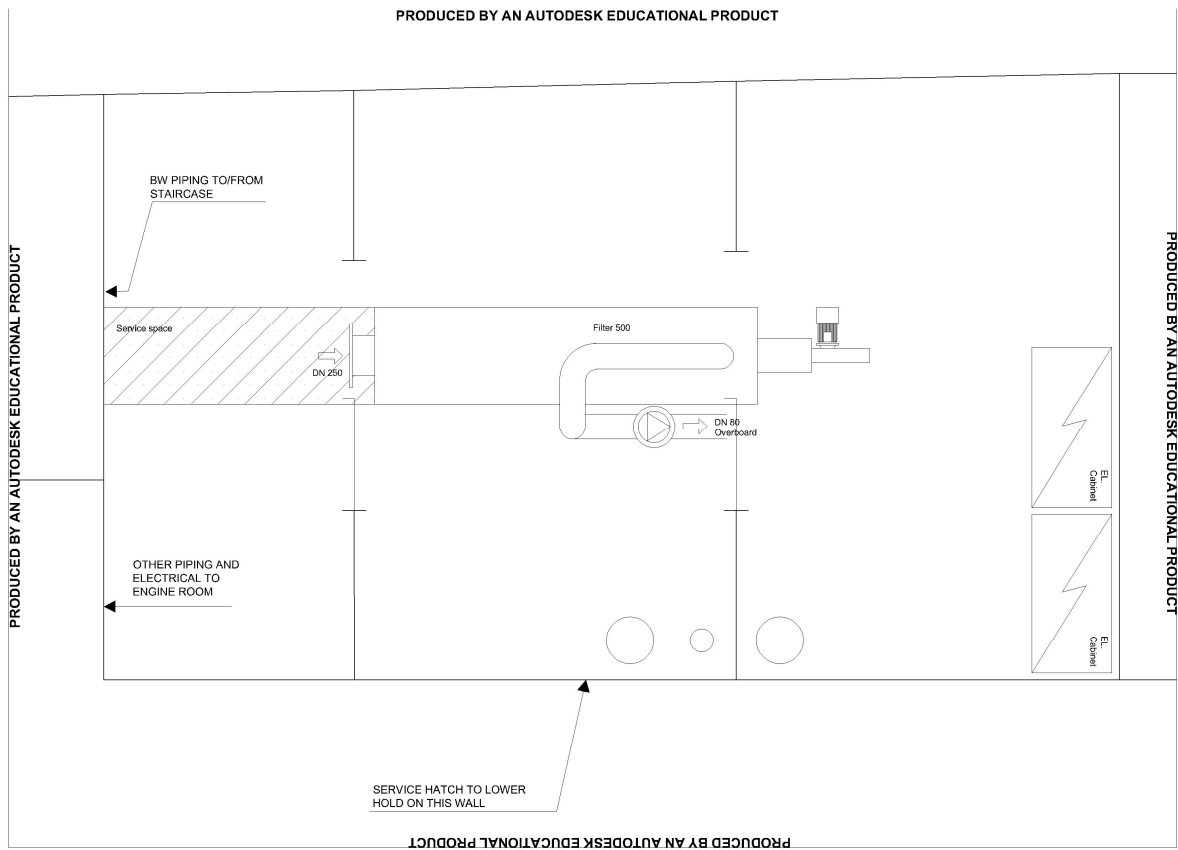 PRODUCED BY AN AUTODESK EDUCATIONAL PRODUCT
BW PIPING TO/FROM
STAIRCASE
PRODUCED BY AN AUTODESK EDUCATIONAL PRODUCT
PRODUCED BY AN AUTODESK EDUCATIONAL PRODUCT
Service space
Filter 500
DN 250
DN 80
Overboard
EL.
Cabinet
OTHER PIPING AND
ELECTRICAL TO
ENGINE ROOM
EL.
Cabinet
SERVICE HATCH TO LOWER
HOLD ON THIS WALL
PRODUCED BY AN AUTODESK EDUCATIONAL PRODUCT